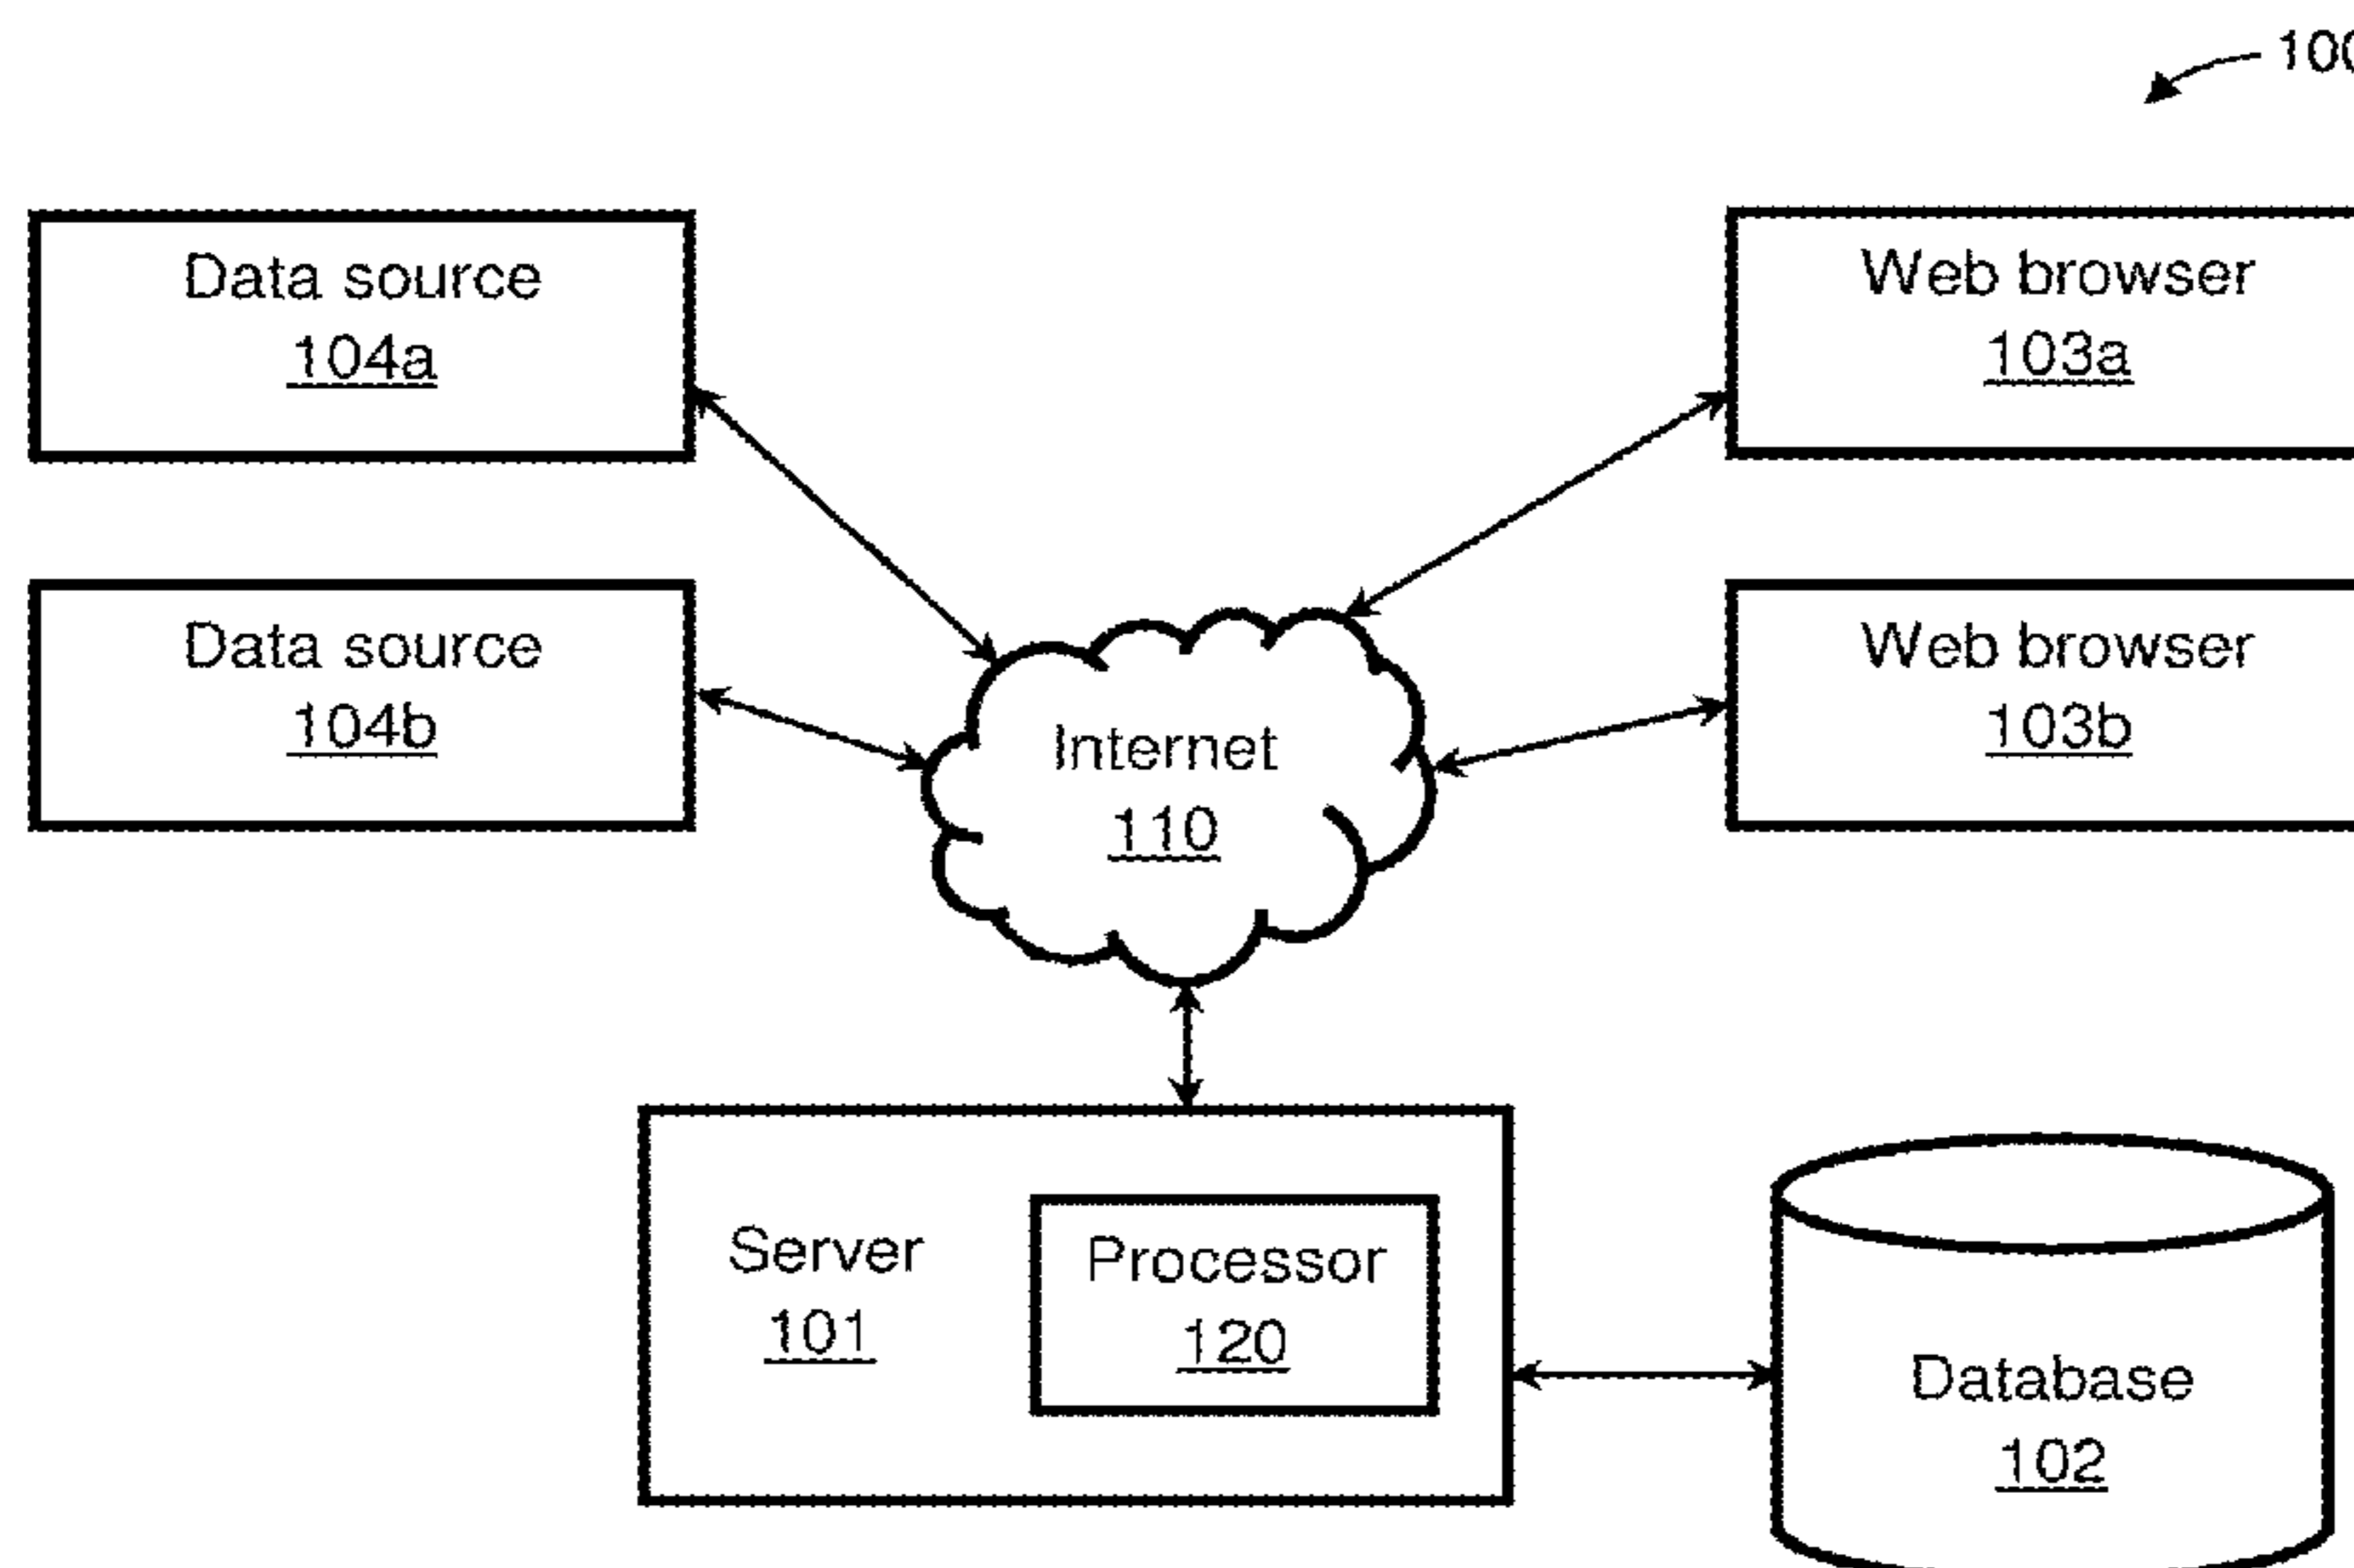 100
Data source
104a
Web browser
103a
Data source
104b
Web browser
103b
Internet
110
Server
101
Processor
120
Database
102